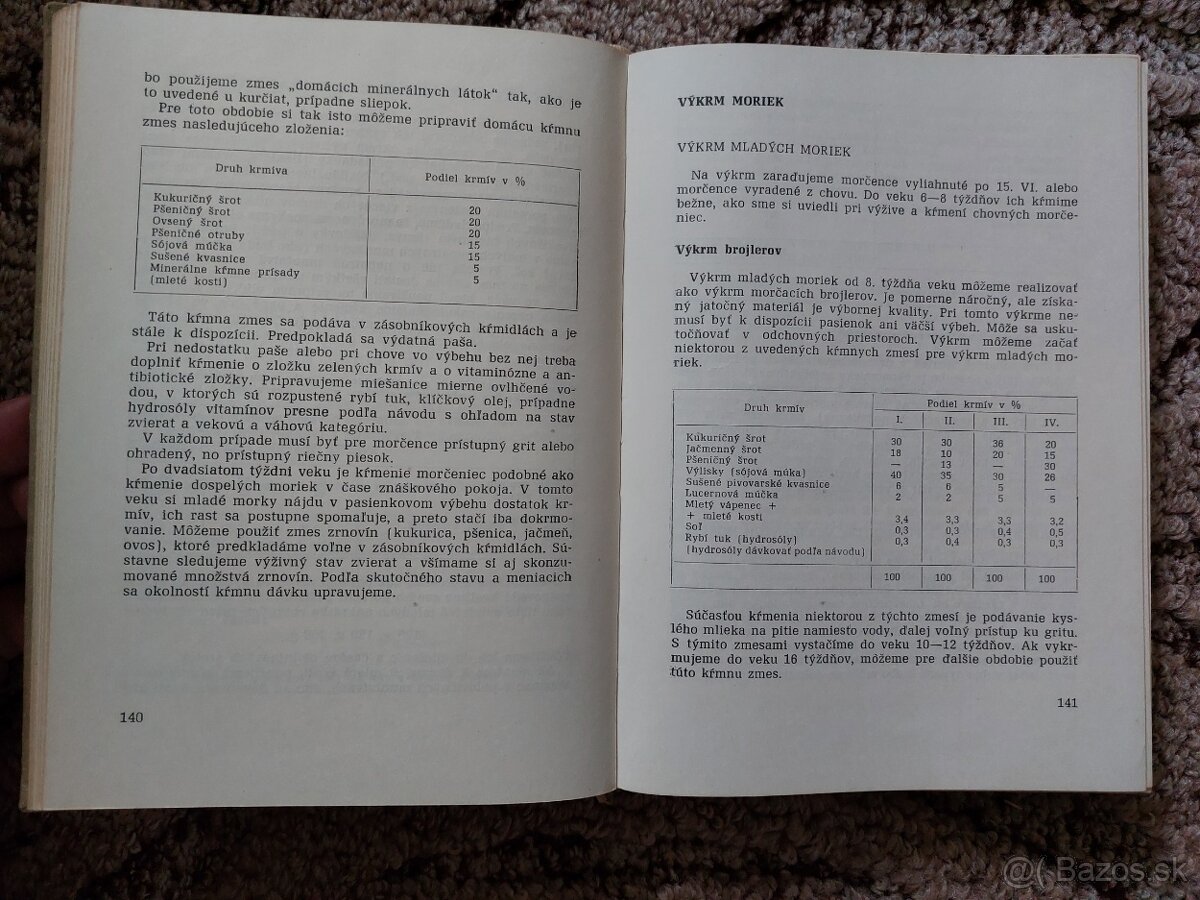 bo použijeme zmes „domácich minerálnych látok“ tak, ako je
to uvedené u kurčiat, prípadne sliepok.
Pre toto obdobie si tak isto môžeme pripraviť domácu kŕmnu
zmes nasledujúceho zloženia:
Druh krmiva Podiel krmív v %
Kukuričný šrot 20
Pšeničný šrot 20
Ovsený šrot 20
Pšeničné otruby 15
Sójová múčka 15
Sušené kvasnice 5
Minerálne kŕmne prísady 5
(mleté kosti)
Táto kŕmna zmes sa podáva v zásobníkových kŕmidlách a je
stále k dispozícii. Predpokladá sa výdatná paša.
Pri nedostatku paše alebo pri chove vo výbehu bez nej treba
doplniť kŕmenie o zložku zelených krmív a o vitamínózne a an-
tibiotické zložky. Pripravujeme miešanice mierne ovlhčené vo-
dou, v ktorých sú rozpustené rybí tuk, klíčkový olej, prípadne
hydrosóly vitamínov presne podľa návodu s ohľadom na stav
zvierat a vekovú a váhovú kategóriu.
V každom prípade musí byť pre morčence prístupný grit alebo
ohradený, no prístupný riečny piesok.
Po dvadsiatom týždni veku je kŕmenie morčeniec podobné ako
kŕmenie dospelých moriek v čase znáškového pokoja. V tomto
veku si mladé morky nájdu v pasienkovom výbehu dostatok kr-
mív, ich rast sa postupne spomaľuje, a preto stačí iba dokrmo-
vanie. Môžeme použiť zmes zrnovín (kukurica, pšenica, jačmeň,
ovos), ktoré predkladáme voľne v zásobníkových kŕmidlách. Sú-
stavne sledujeme výživný stav zvierat a všímame si aj skonzu-
mované množstvá zrnovín. Podľa skutočného stavu a meniacich
sa okolností kŕmnu dávku upravujeme.
140
VÝKRM MORIEK
VÝKRM MLADÝCH MORIEK
Na výkrm zaraďujeme morčence vyliahnuté po 15. VI. alebo
morčence vyradené z chovu. Do veku 6—8 týždňov ich kŕmime
bežne, ako sme si uviedli pri výžive a kŕmení chovných morče-
niec.
Výkrm brojlerov
Výkrm mladých moriek od 8. týždňa veku môžeme realizovať
ako výkrm morčacích brojlerov. Je pomerne náročný, ale získa-
ný jatočný materiál je výbornej kvality. Pri tomto výkrme ne-
musí byť k dispozícii pasienok ani väčší výbeh. Môže sa usku-
točňovať v odchovných priestoroch. Výkrm môžeme začať
niektorou z uvedených kŕmnych zmesí pre výkrm mladých mo-
riek.
Druh krmív Podiel krmív v %
I. II. III. IV.
Kukuričný šrot 30 30 36 20
Jačmenný šrot 18 10 20 15
Pšeničný šrot — 13 — 30
Výlisky (sójová múka) 40 35 30 26
Sušené pivovarské kvasnice 6 6 5 —
Lucernová múčka 2 2 5 5
Mletý vápenec +
+ mleté kosti 3,4 3,3 3,3 3,2
Soľ 0,3 0,3 0,4 0,5
Rybí tuk (hydrosóly) 0,3 0,4 0,3 0,3
(hydrosóly dávkovať podľa návodu)
100 100 100 100
Súčasťou kŕmenia niektorou z týchto zmesí je podávanie kys-
lého mlieka na pitie namiesto vody, ďalej voľný prístup ku gritu.
S týmito zmesami vystačíme do veku 10—12 týždňov. Ak vykr-
mujeme do veku 16 týždňov, môžeme pre ďalšie obdobie použiť
túto kŕmnu zmes.
141
@( Bazos.sk